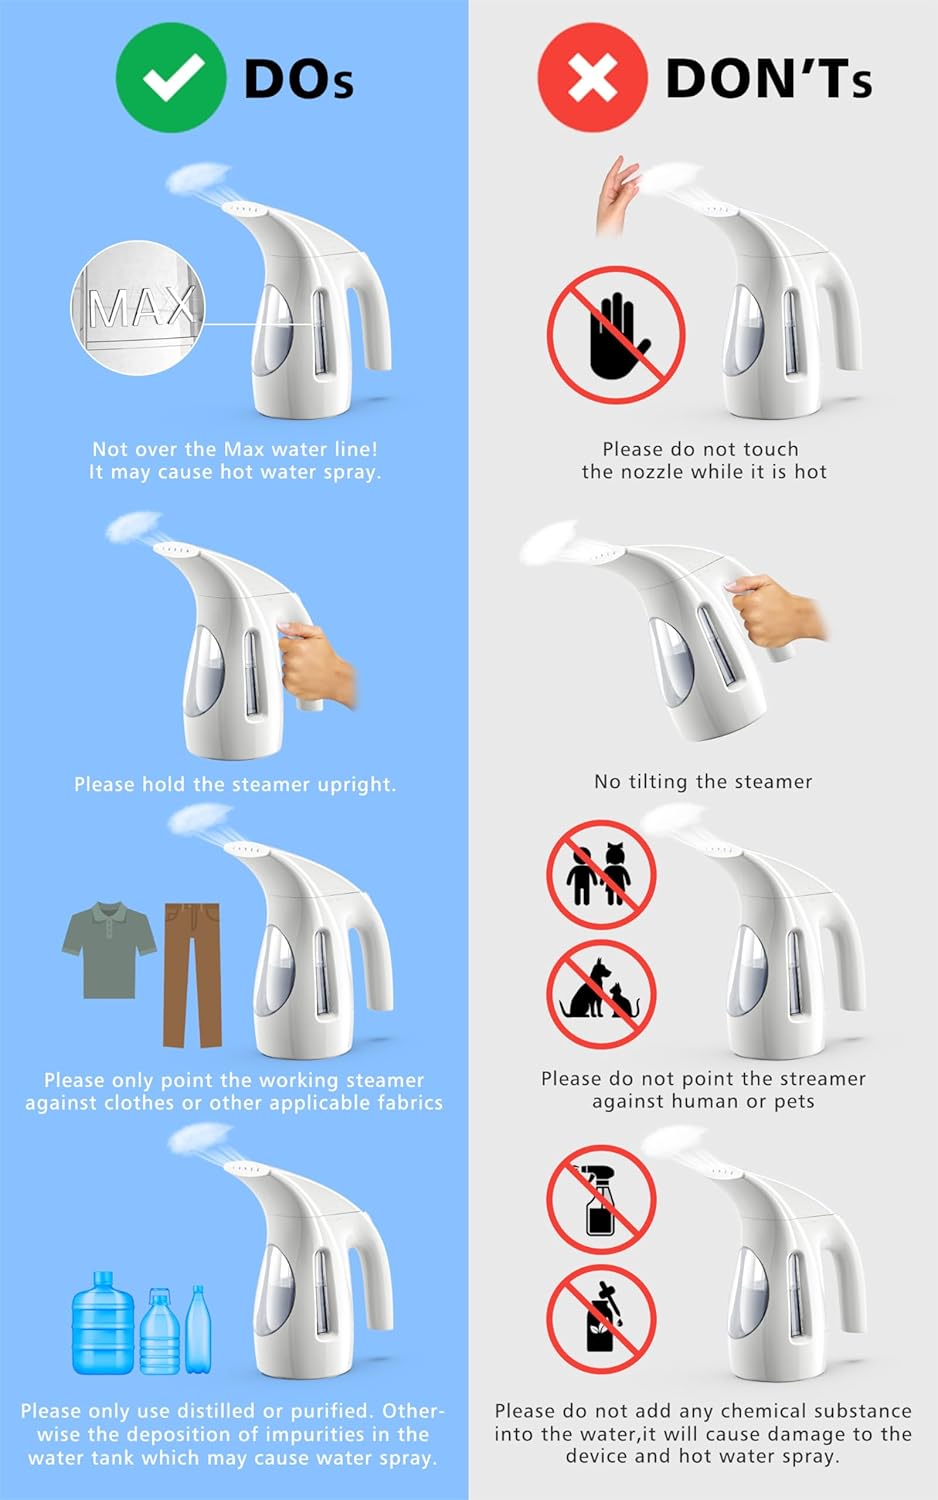 DOs
DON'Ts
MAX
Not over the Max water line!
It may cause hot water spray.
Please do not touch
the nozzle while it is hot
Please hold the steamer upright.
No tilting the steamer
Please only point the working steamer
against clothes or other applicable fabrics
Please do not point the streamer
against human or pets
Please only use distilled or purified. Other-
wise the deposition of impurities in the
water tank which may cause water spray.
Please do not add any chemical substance
into the water,it will cause damage to the
device and hot water spray.